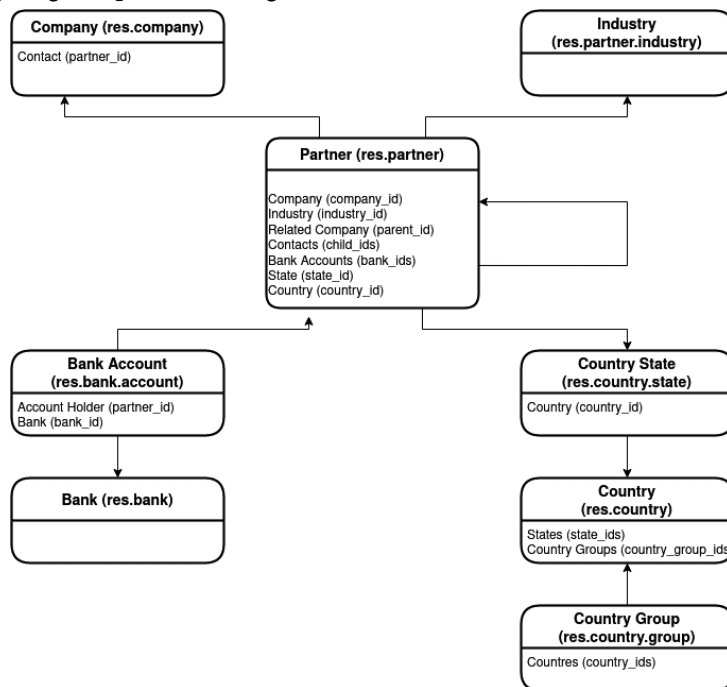 Company (res.company)
Contact (partner_id)
Industry
(res.partner.industry)
Partner (res.partner)
Company (company_id)
Industry (industry_id)
Related Company (parent_id)
Contacts (child_ids)
Bank Accounts (bank_ids)
State (state_id)
Country (country_id)
Bank Account
(res.bank.account)
Account Holder (partner_id)
Bank (bank_id)
Country State
(res.country.state)
Country (country_id)
Bank (res.bank)
Country
(res.country)
States (state_ids)
Country Groups (country_group_ids
Country Group
(res.country.group)
Countres (country_ids)